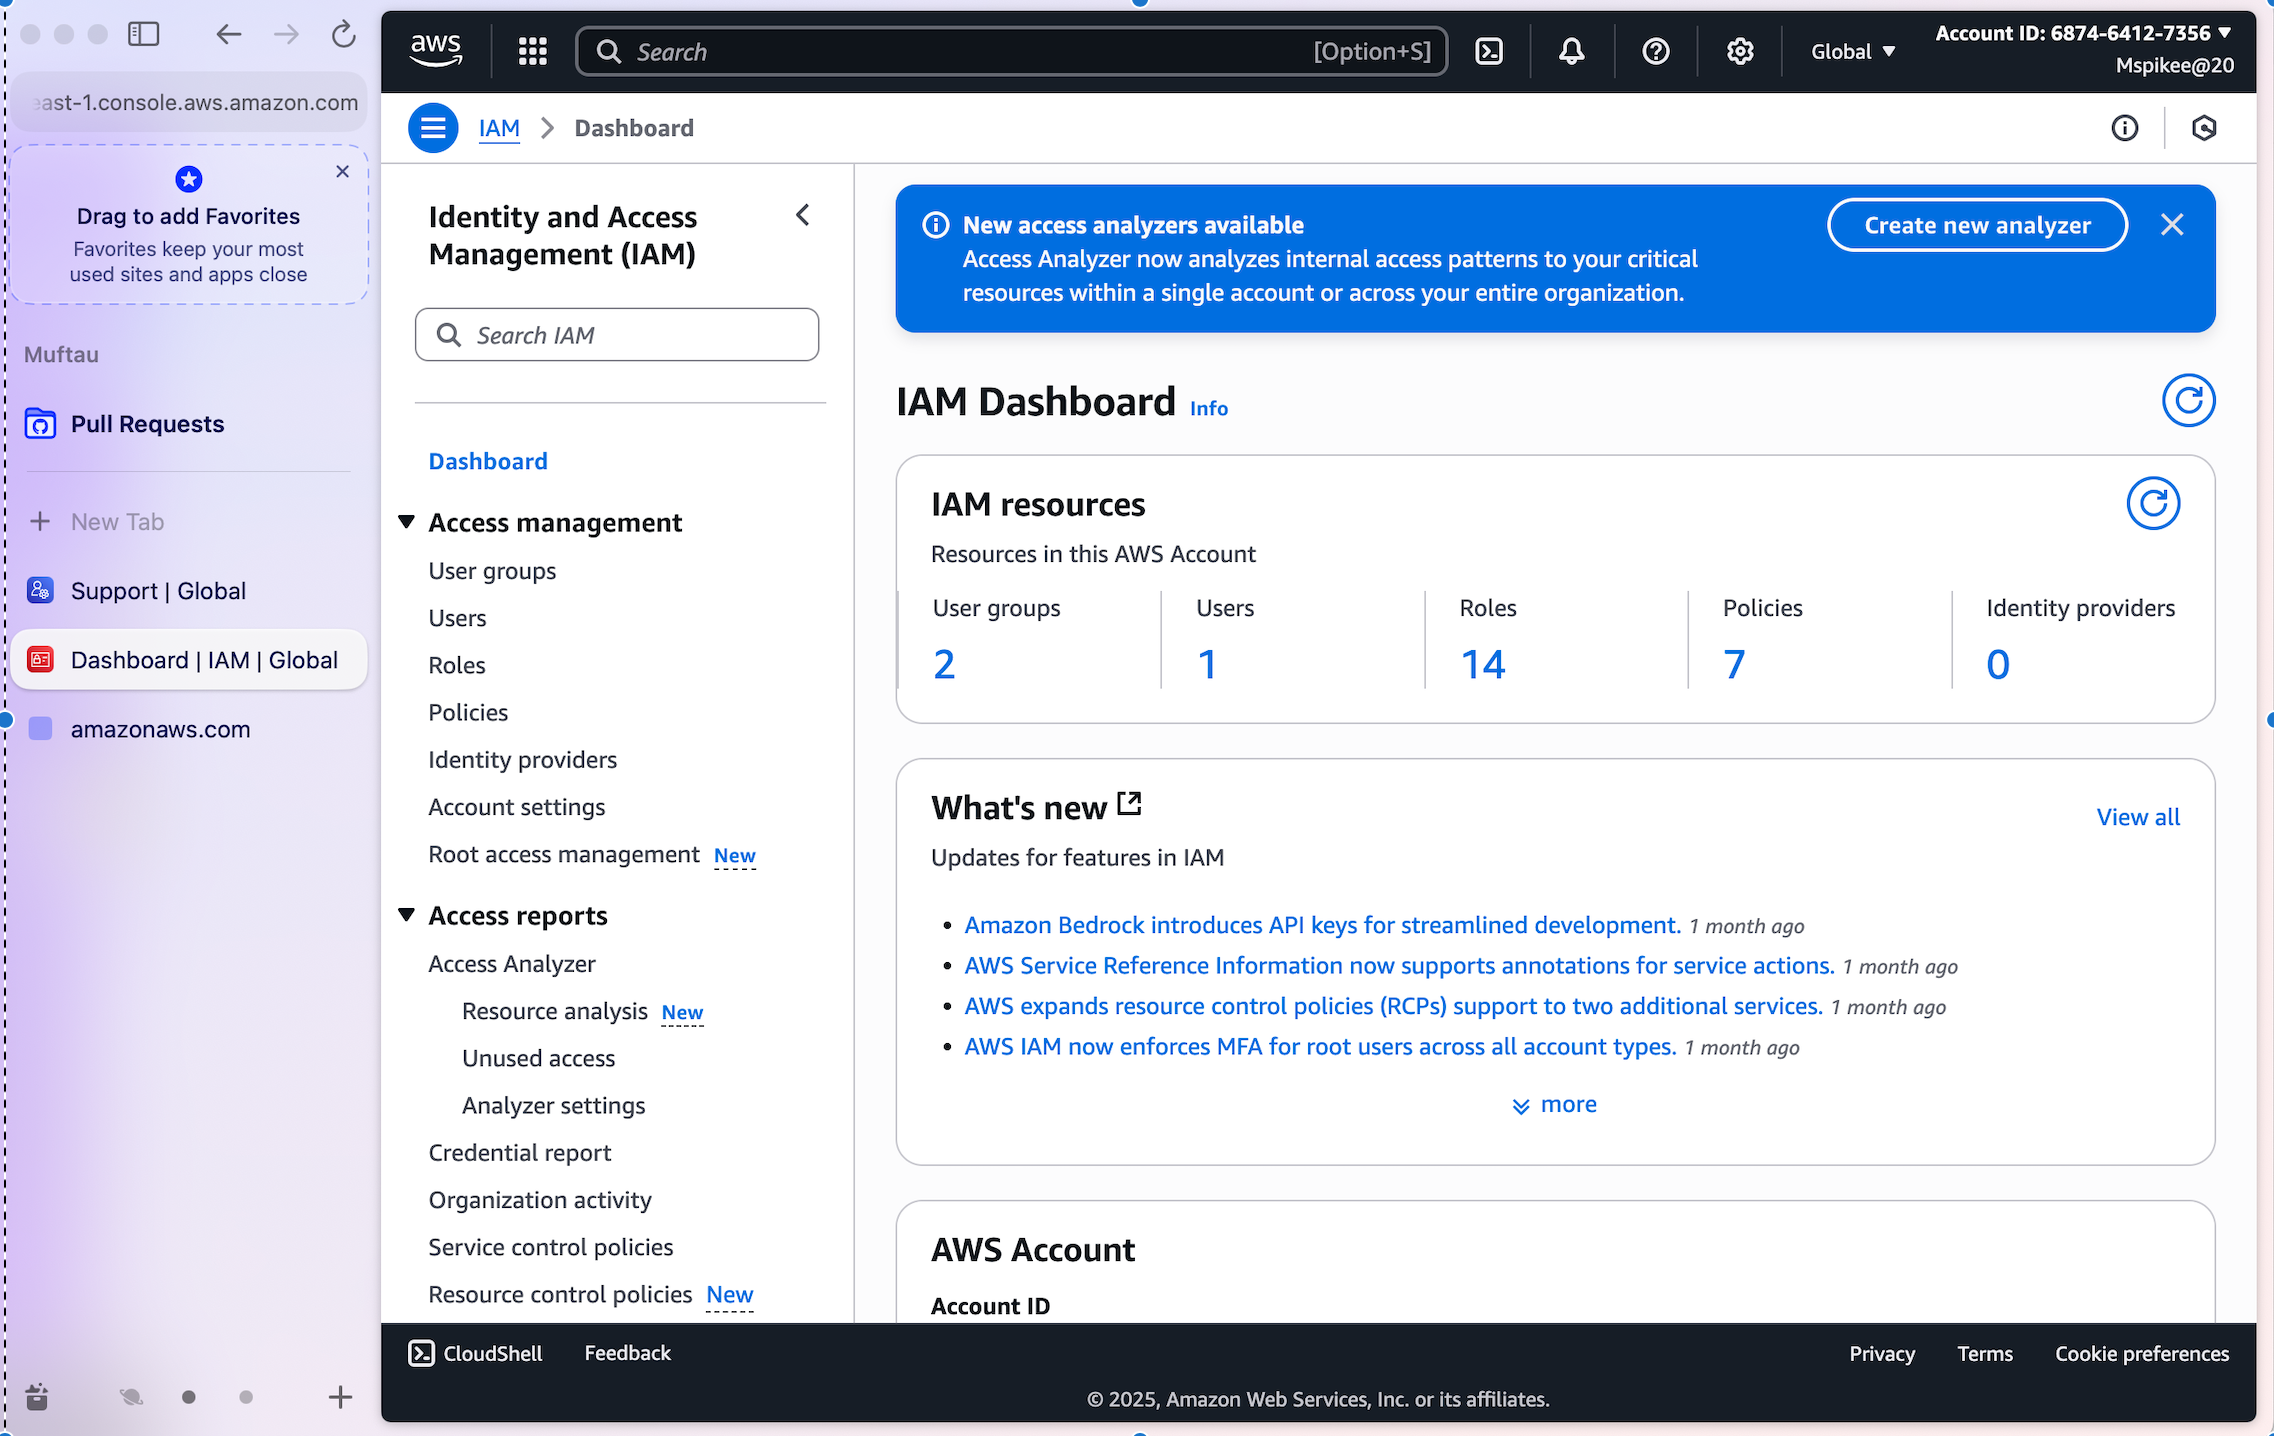 east-1.console.aws.amazon.com
Drag to add Favorites
Favorites keep your most
used sites and apps close
Muftau
Pull Requests
New Tab
Support | Global
Dashboard | IAM | Global
amazonaws.com
aws
Search
[Option+S]
Global
Account ID: 6874-6412-7356
Mspikee@20
IAM
Dashboard
Identity and Access
Management (IAM)
Search IAM
Dashboard
Access management
User groups
Users
Roles
Policies
Identity providers
Account settings
Root access management New
Access reports
Access Analyzer
Resource analysis New
Unused access
Analyzer settings
Credential report
Organization activity
Service control policies
Resource control policies New
New access analyzers available
Access Analyzer now analyzes internal access patterns to your critical
resources within a single account or across your entire organization.
Create new analyzer
IAM Dashboard Info
IAM resources
Resources in this AWS Account
User groups
2
Users
1
Roles
14
Policies
7
Identity providers
0
What's new
View all
Updates for features in IAM
• Amazon Bedrock introduces API keys for streamlined development. 1 month ago
• AWS Service Reference Information now supports annotations for service actions. 1 month ago
• AWS expands resource control policies (RCPs) support to two additional services. 1 month ago
• AWS IAM now enforces MFA for root users across all account types. 1 month ago
more
AWS Account
Account ID
CloudShell
Feedback
Privacy
Terms
Cookie preferences
© 2025, Amazon Web Services, Inc. or its affiliates.